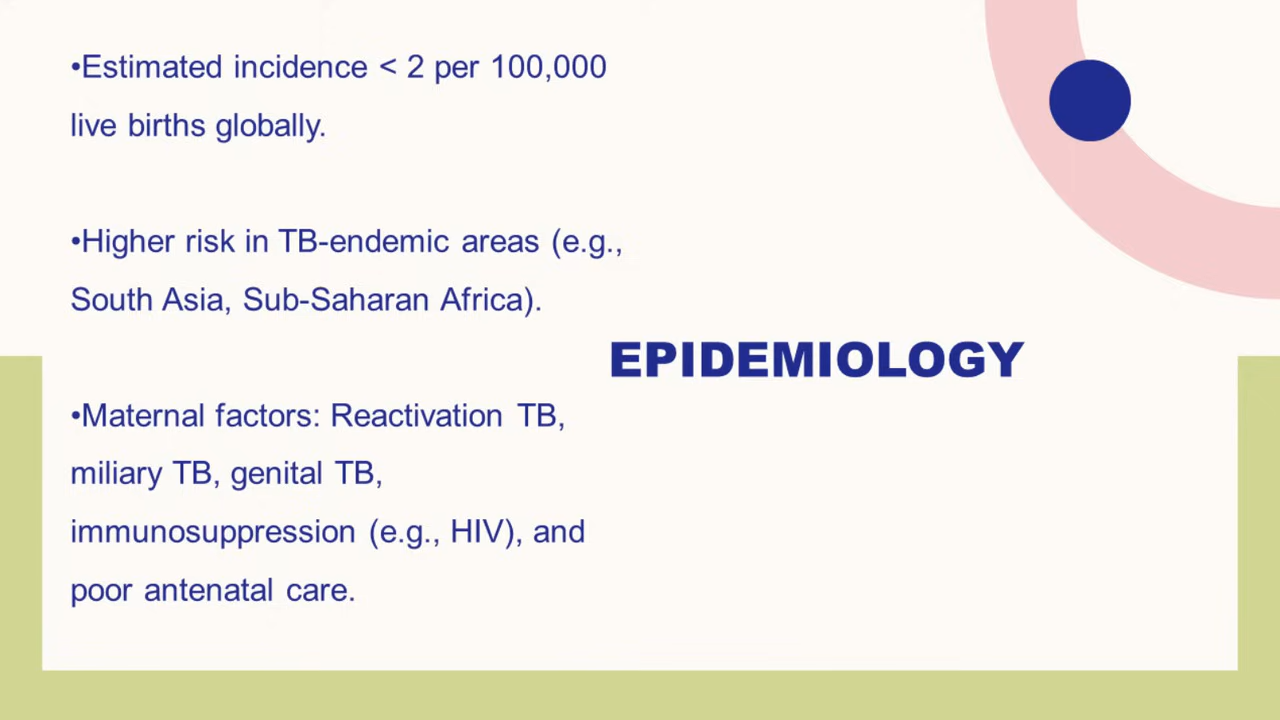 •Estimated incidence < 2 per 100,000
live births globally.
•Higher risk in TB-endemic areas (e.g.,
South Asia, Sub-Saharan Africa).
EPIDEMIOLOGY
•Maternal factors: Reactivation TB,
miliary TB, genital TB,
immunosuppression (e.g., HIV), and
poor antenatal care.